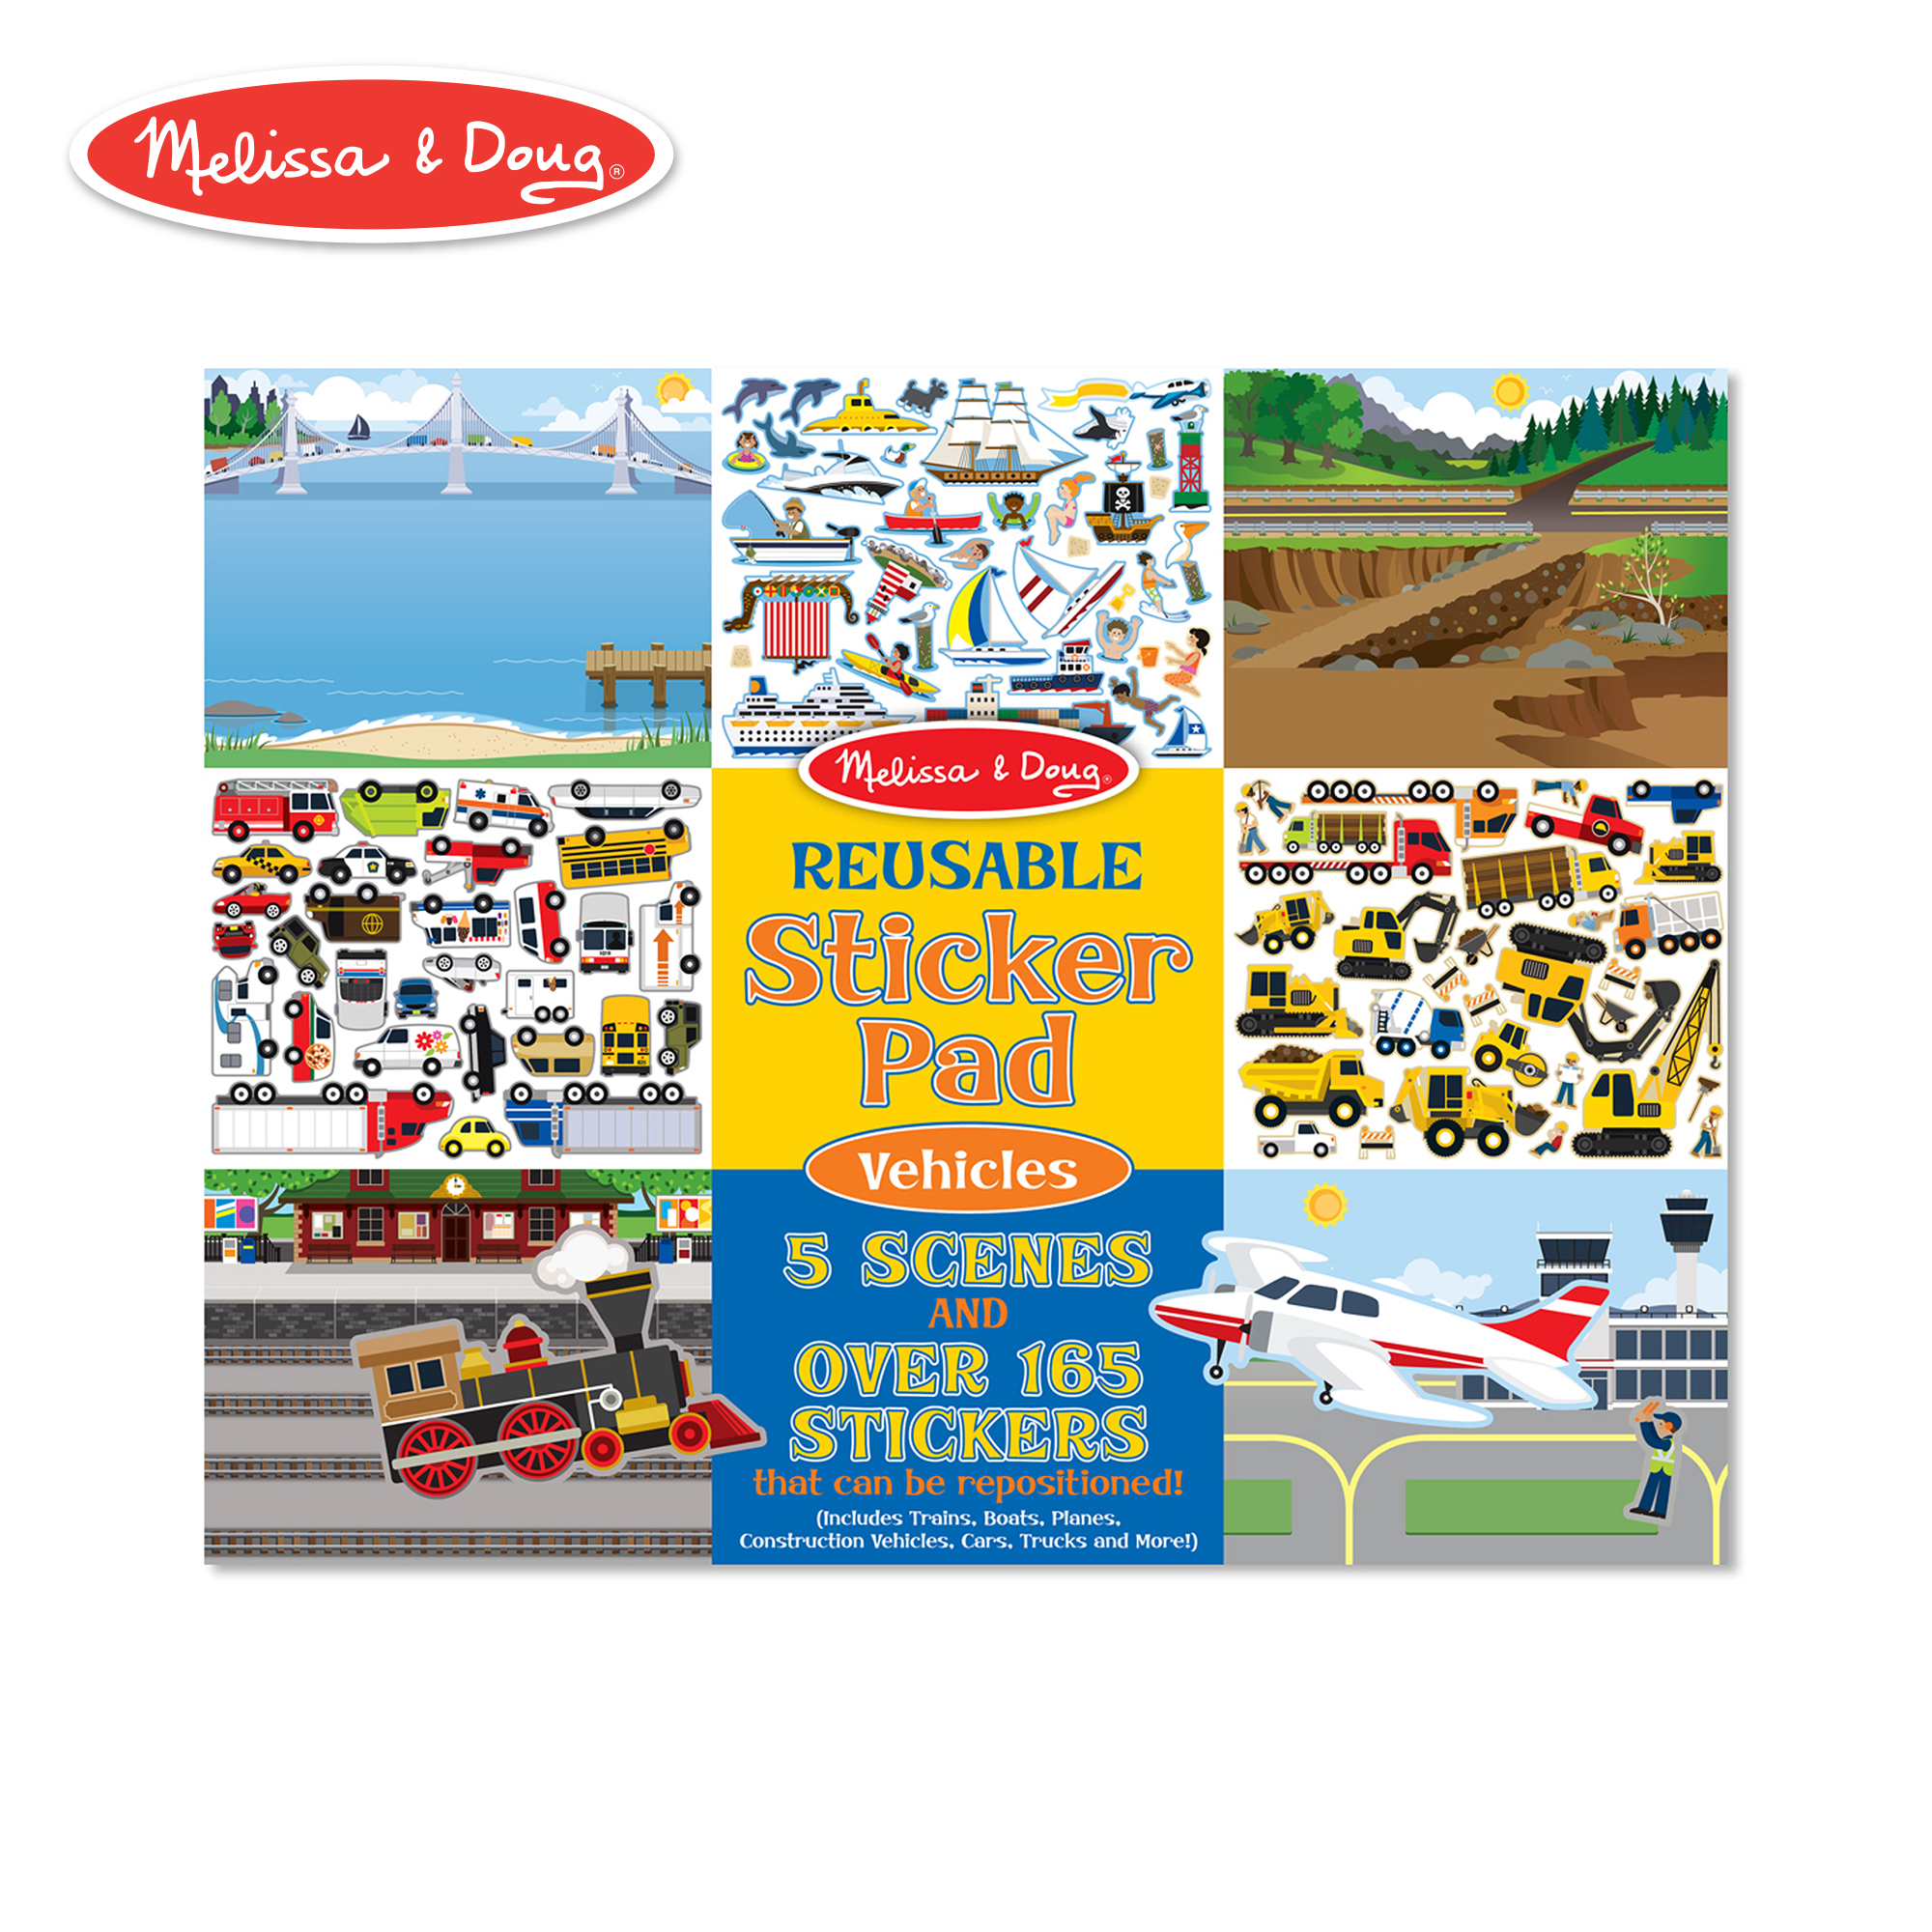 Melissa & Doug®
Melissa & Doug®
REUSABLE
Sticker
Pad
Vehicles
5 SCENES
AND
OVER 165
STICKERS
that can be repositioned!
(Includes Trains, Boats, Planes,
Construction Vehicles, Cars, Trucks and More!)